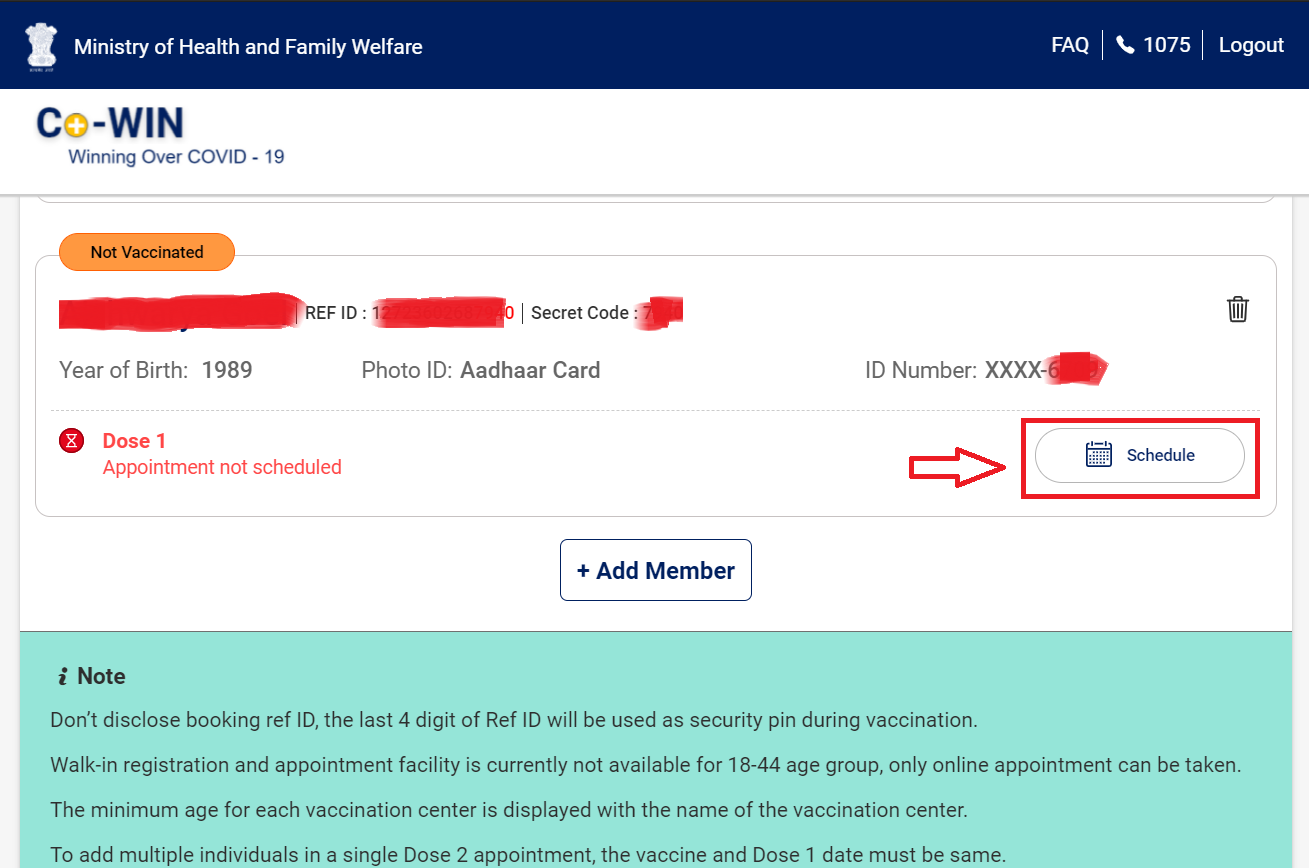 Ministry of Health and Family Welfare
FAQ 1075 Logout
Co-WIN
Winning Over COVID - 19
Not Vaccinated
REF ID : Secret Code :
Year of Birth: 1989 Photo ID: Aadhaar Card ID Number: XXXX-
Dose 1
Appointment not scheduled
Schedule
+ Add Member
Note
Don’t disclose booking ref ID, the last 4 digit of Ref ID will be used as security pin during vaccination.
Walk-in registration and appointment facility is currently not available for 18-44 age group, only online appointment can be taken.
The minimum age for each vaccination center is displayed with the name of the vaccination center.
To add multiple individuals in a single Dose 2 appointment, the vaccine and Dose 1 date must be same.